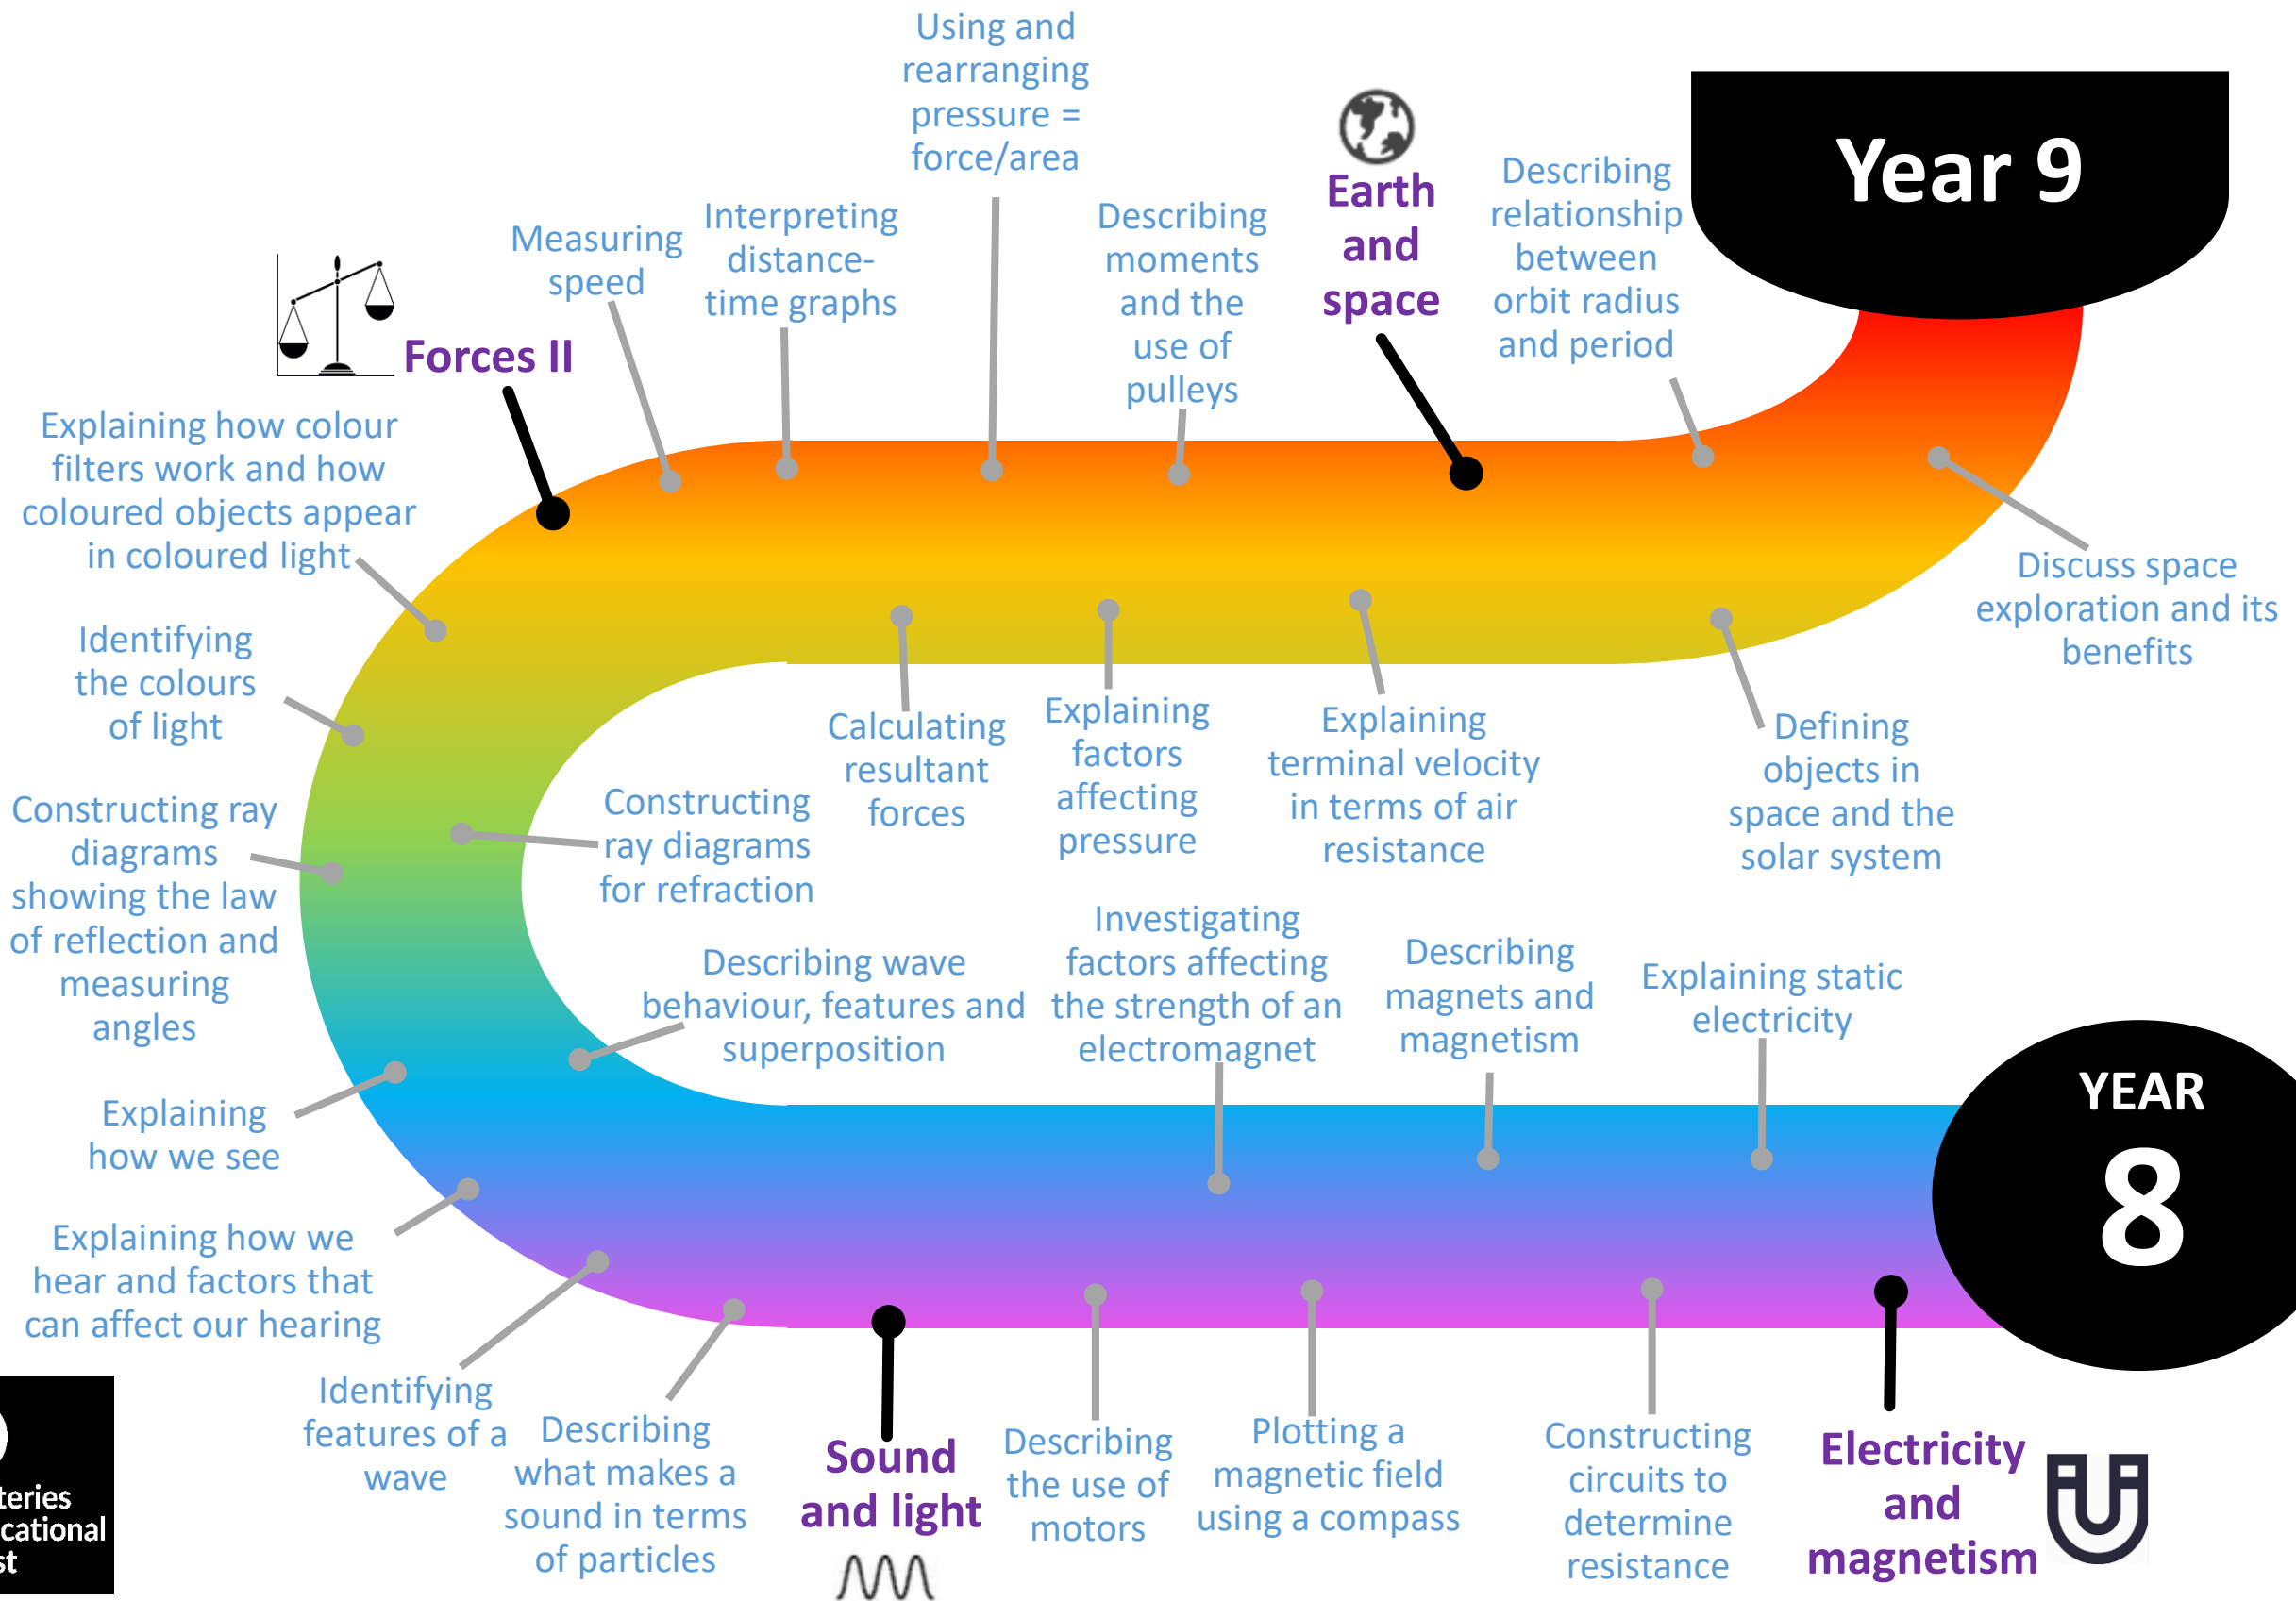 Using and
rearranging
pressure =
force/area
Year 9
Earth
and
space
Describing
relationship
between
orbit radius
and period
Describing
moments
and the
use of
pulleys
Interpreting
distance-
time graphs
Measuring
speed
Forces II
Explaining how colour
filters work and how
coloured objects appear
in coloured light
Identifying
the colours
of light
Constructing ray
diagrams
showing the law
of reflection and
measuring
angles
Constructing
ray diagrams
for refraction
Calculating
resultant
forces
Explaining
factors
affecting
pressure
Explaining
terminal velocity
in terms of air
resistance
Defining
objects in
space and the
solar system
Discuss space
exploration and its
benefits
Describing wave
behaviour, features and
superposition
Investigating
factors affecting
the strength of an
electromagnet
Describing
magnets and
magnetism
Explaining static
electricity
YEAR
8
Explaining
how we see
Explaining how we
hear and factors that
can affect our hearing
Identifying
features of a
wave
Describing
what makes a
sound in terms
of particles
Sound
and light
Describing
the use of
motors
Plotting a
magnetic field
using a compass
Constructing
circuits to
determine
resistance
Electricity
and
magnetism
teries
cational
st